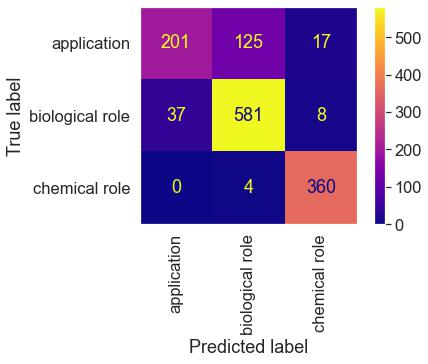 True label
application
201 125 17
biological role
37 581 8
chemical role
0 4 360
application
biological role
chemical role
Predicted label
500
400
300
200
100
0